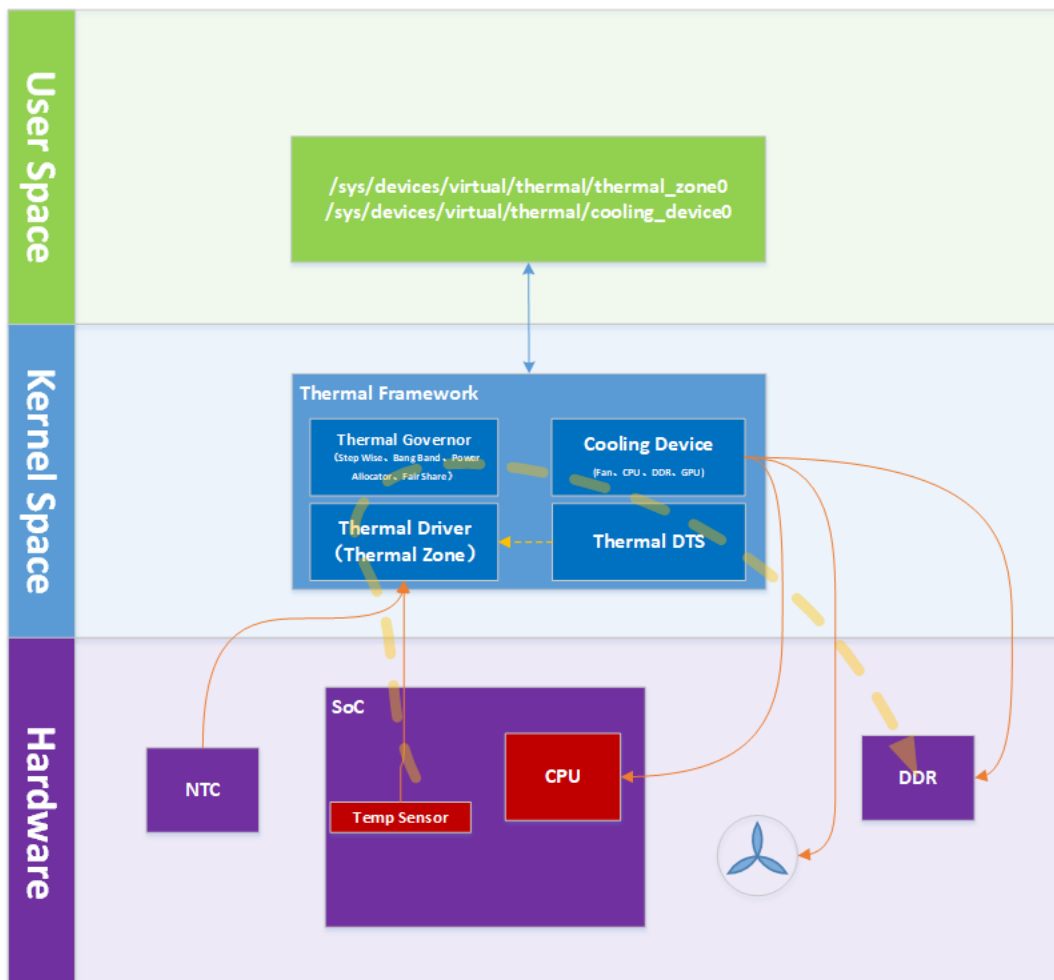 User Space
/sys/devices/virtual/thermal/thermal_zone0
/sys/devices/virtual/thermal/cooling_device0
Kernel Space
Thermal Framework
Thermal Governor
（Step Wise、Bang Band、Power
Allocator、Fair Share》
Cooling Device
(Fan、CPU、DDR、GPU)
Thermal Driver
（Thermal Zone）
Thermal DTS
Hardware
NTC
SoC
CPU
Temp Sensor
DDR